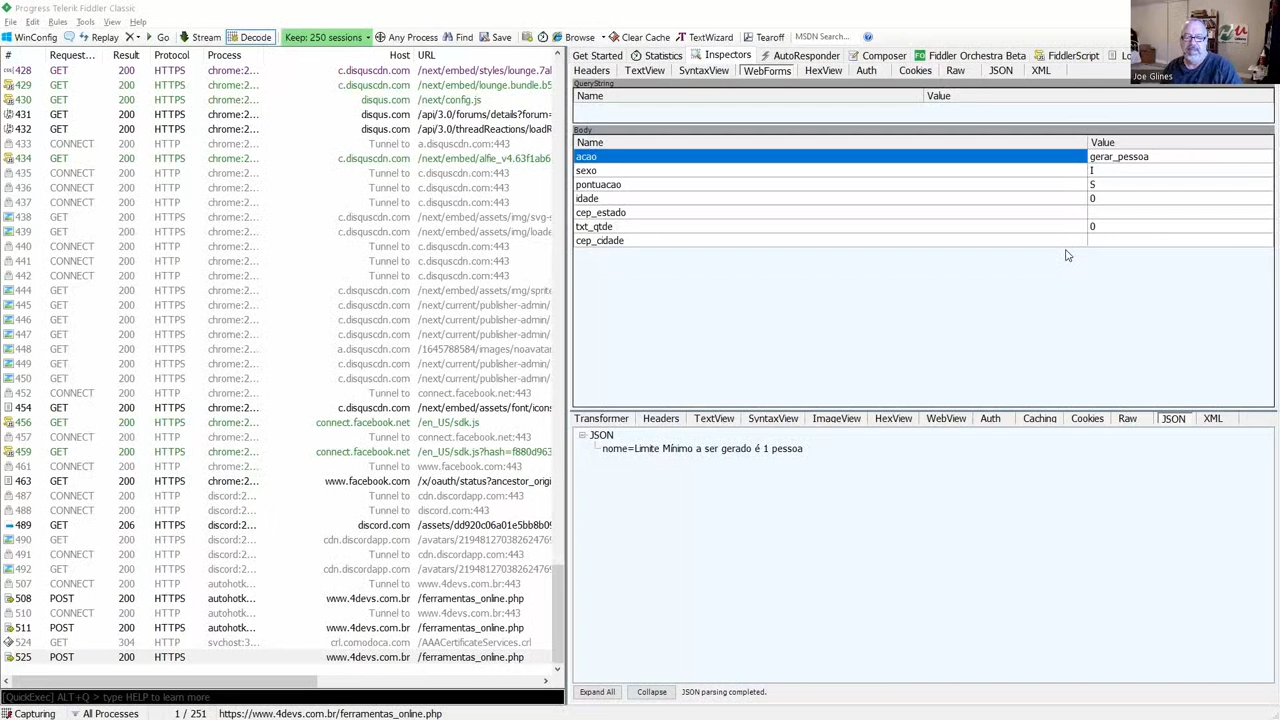 Progress Telerik Fiddler Classic
File Edit Rules Tools View Help
WinConfig Replay Go Stream Decode Keep: 250 sessions Any Process Find Save Browse Clear Cache TextWizard Tearoff MSDN Search...
# Request... Result Protocol Process Host URL
428 GET 200 HTTPS chrome:2... c.disquscdn.com /next/embed/styles/lounge.7al
429 GET 200 HTTPS chrome:2... c.disquscdn.com /next/embed/lounge.bundle.b5
430 GET 200 HTTPS chrome:2... disqus.com /next/config.js
431 GET 200 HTTPS chrome:2... disqus.com /api/3.0/forums/details?forum=
432 GET 200 HTTPS chrome:2... disqus.com /api/3.0/threadReactions/loadR
433 CONNECT 200 HTTP chrome:2... Tunnel to a.disquscdn.com:443
434 GET 200 HTTPS chrome:2... c.disquscdn.com /next/embed/alfie_v4.63f1ab6
435 CONNECT 200 HTTP chrome:2... Tunnel to c.disquscdn.com:443
436 CONNECT 200 HTTP chrome:2... Tunnel to c.disquscdn.com:443
437 CONNECT 200 HTTP chrome:2... Tunnel to c.disquscdn.com:443
438 GET 200 HTTPS chrome:2... c.disquscdn.com /next/embed/assets/img/svg-s
439 GET 200 HTTPS chrome:2... c.disquscdn.com /next/embed/assets/img/loade
440 CONNECT 200 HTTP chrome:2... Tunnel to c.disquscdn.com:443
441 CONNECT 200 HTTP chrome:2... Tunnel to c.disquscdn.com:443
442 CONNECT 200 HTTP chrome:2... Tunnel to c.disquscdn.com:443
444 GET 200 HTTPS chrome:2... c.disquscdn.com /next/embed/assets/img/sprite
445 GET 200 HTTPS chrome:2... c.disquscdn.com /next/current/publisher-admin/
446 GET 200 HTTPS chrome:2... c.disquscdn.com /next/current/publisher-admin/
447 GET 200 HTTPS chrome:2... c.disquscdn.com /next/current/publisher-admin/
448 GET 200 HTTPS chrome:2... a.disquscdn.com /1645788584/images/noavatar
449 GET 200 HTTPS chrome:2... c.disquscdn.com /next/current/publisher-admin/
450 GET 200 HTTPS chrome:2... c.disquscdn.com /next/current/publisher-admin/
452 CONNECT 200 HTTP chrome:2... Tunnel to connect.facebook.net:443
454 GET 200 HTTPS chrome:2... c.disquscdn.com /next/embed/assets/font/icons
456 GET 200 HTTPS chrome:2... connect.facebook.net /en_US/sdk.js
457 CONNECT 200 HTTP chrome:2... Tunnel to connect.facebook.net:443
459 GET 200 HTTPS chrome:2... connect.facebook.net /en_US/sdk.js?hash=f880d963
461 CONNECT 200 HTTP chrome:2... Tunnel to www.facebook.com:443
463 GET 200 HTTPS chrome:2... www.facebook.com /x/oauth/status?ancestor_origi
487 CONNECT 200 HTTP discord:2... Tunnel to cdn.discordapp.com:443
488 CONNECT 200 HTTP discord:2... Tunnel to discord.com:443
489 GET 206 HTTPS discord:2... discord.com /assets/dd920c06a01e5bb8b09
490 GET 200 HTTPS discord:2... cdn.discordapp.com /avatars/219481270382624769
491 CONNECT 200 HTTP discord:2... Tunnel to cdn.discordapp.com:443
492 GET 200 HTTPS discord:2... cdn.discordapp.com /avatars/219481270382624769
507 CONNECT 200 HTTP autohotk... Tunnel to www.4devs.com.br:443
508 POST 200 HTTPS autohotk... www.4devs.com.br /ferramentas_online.php
510 CONNECT 200 HTTP autohotk... Tunnel to www.4devs.com.br:443
511 POST 200 HTTPS autohotk... www.4devs.com.br /ferramentas_online.php
524 GET 304 HTTP svchost:3... crl.comodoca.com /AAACertificateServices.crl
525 POST 200 HTTPS www.4devs.com.br /ferramentas_online.php
[QuickExec] ALT+Q > type HELP to learn more
Capturing All Processes 1 / 251 https://www.4devs.com.br/ferramentas_online.php
Get Started Statistics Inspectors AutoResponder Composer Fiddler Orchestra Beta FiddlerScript Lo
Headers TextView SyntaxView WebForms HexView Auth Cookies Raw JSON XML
QueryString
Name Value
Body
Name Value
acao gerar_pessoa
sexo I
pontuacao S
idade 0
cep_estado
txt_qtde 0
cep_cidade
Transformer Headers TextView SyntaxView ImageView HexView WebView Auth Caching Cookies Raw JSON XML
JSON
nome=Limite Mínimo a ser gerado é 1 pessoa
Expand All Collapse JSON parsing completed.
Joe Glines